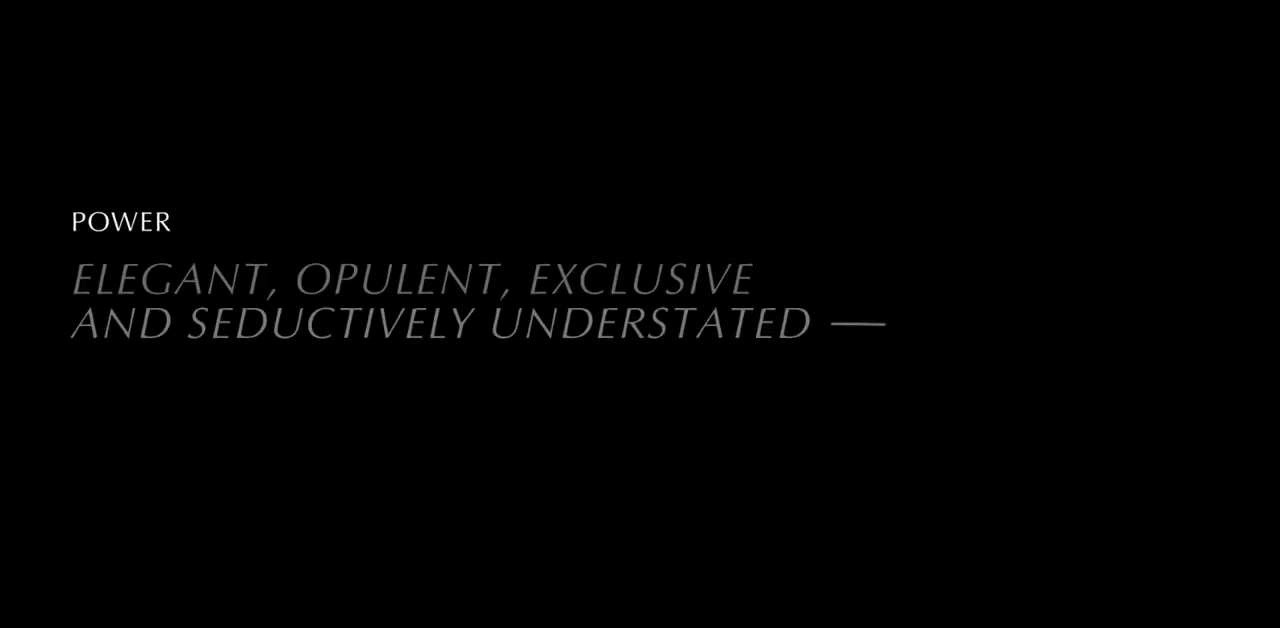 POWER
ELEGANT, OPULENT, EXCLUSIVE
AND SEDUCTIVELY UNDERSTATED —